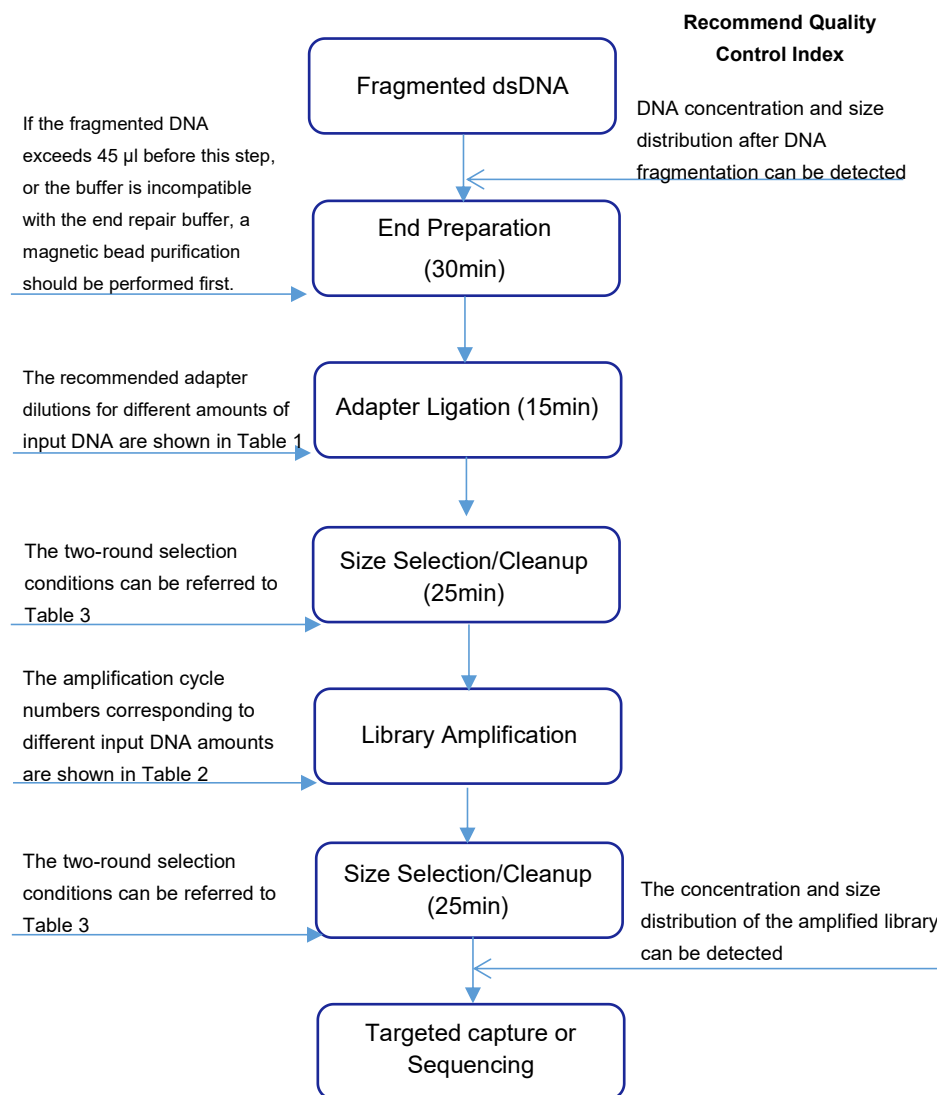 Recommend Quality
Control Index
Fragmented dsDNA
DNA concentration and size
distribution after DNA
fragmentation can be detected
If the fragmented DNA
exceeds 45 µl before this step,
or the buffer is incompatible
with the end repair buffer, a
magnetic bead purification
should be performed first.
End Preparation
(30min)
The recommended adapter
dilutions for different amounts of
input DNA are shown in Table 1
Adapter Ligation (15min)
The two-round selection
conditions can be referred to
Table 3
Size Selection/Cleanup
(25min)
The amplification cycle
numbers corresponding to
different input DNA amounts
are shown in Table 2
Library Amplification
The two-round selection
conditions can be referred to
Table 3
Size Selection/Cleanup
(25min)
The concentration and size
distribution of the amplified library
can be detected
Targeted capture or
Sequencing